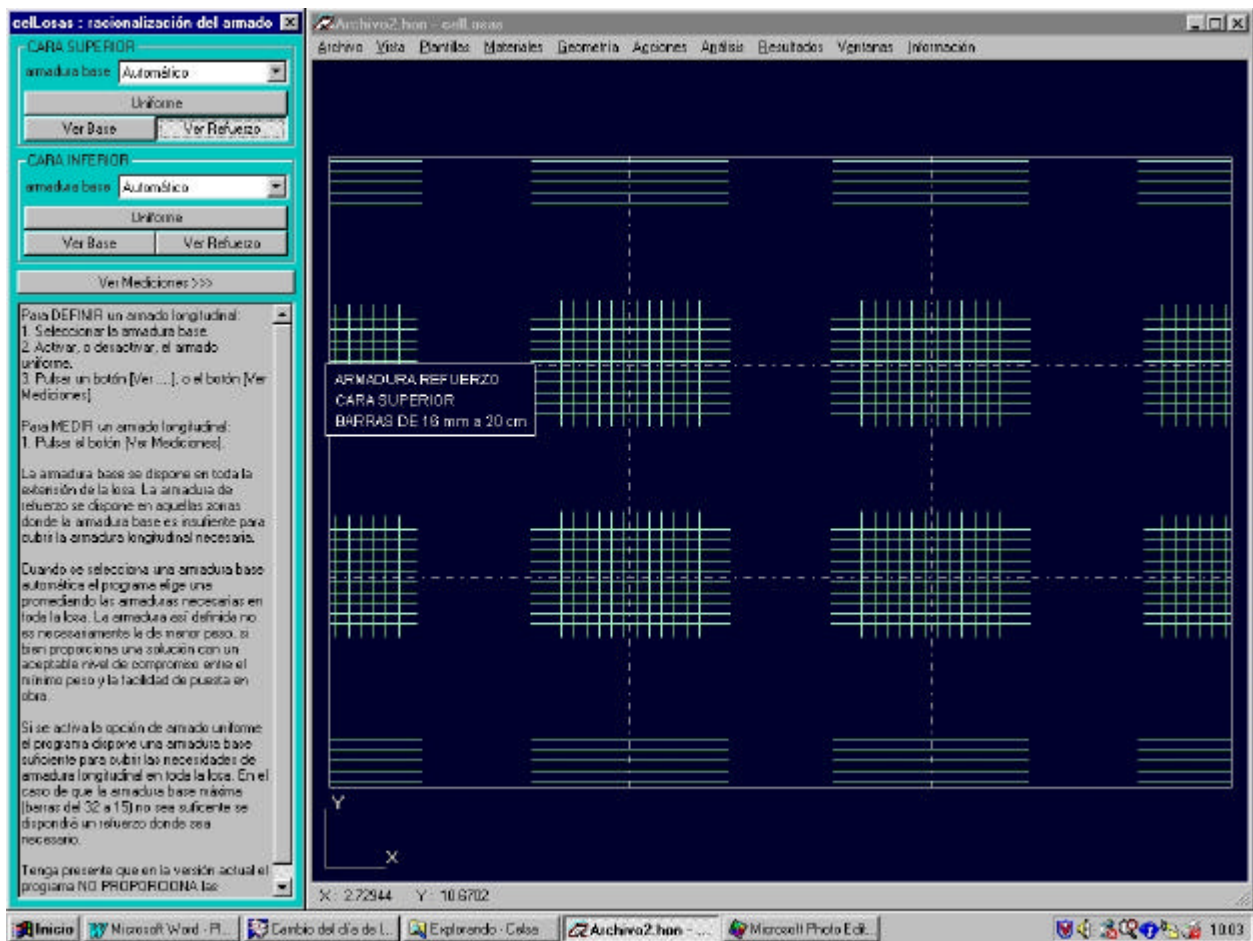 celLosas : racionalización del armado
CARA SUPERIOR
armadura base Automático
Uniforme
Ver Base Ver Refuerzo
CARA INFERIOR
armadura base Automático
Uniforme
Ver Base Ver Refuerzo
Ver Mediciones >>>
Para DEFINIR un armado longitudinal:
1. Seleccionar la armadura base.
2. Activar, o desactivar, el armado
uniforme.
3. Pulsar un botón [Ver ....], o el botón [Ver
Mediciones]
Para MEDIR un armado longitudinal:
1. Pulsar el botón [Ver Mediciones].
La armadura base se dispone en toda la
extensión de la losa. La armadura de
refuerzo se dispone en aquellas zonas
donde la armadura base es insufiente para
cubrir la armadura longitudinal necesaria.
Cuando se selecciona una armadura base
automática el programa elige una
promediando las armaduras necesarias en
toda la losa. La armadura así definida no
es necesariamente la de menor peso, si
bien proporciona una solución con un
aceptable nivel de compromiso entre el
mínimo peso y la facilidad de puesta en
obra.
Si se activa la opción de armado uniforme
el programa dispone una armadura base
suficiente para cubrir las necesidades de
armadura longitudinal en toda la losa. En el
caso de que la armadura base máxima
(barras del 32 a 15) no sea suficente se
dispondrá un refuerzo donde sea
necesario.
Tenga presente que en la versión actual el
programa NO PROPORCIONA las
Archivo2.hon - celLosas
Archivo Vista Plantillas Materiales Geometría Acciones Análisis Resultados Ventanas Información
ARMADURA REFUERZO
CARA SUPERIOR
BARRAS DE 16 mm a 20 cm
Y
X
X : 2.72944 Y : 10.6702
Inicio Microsoft Word - Pl... Cambio del día de l... Explorando - Celsa Archivo2.hon - ... Microsoft Photo Edit... 10:03